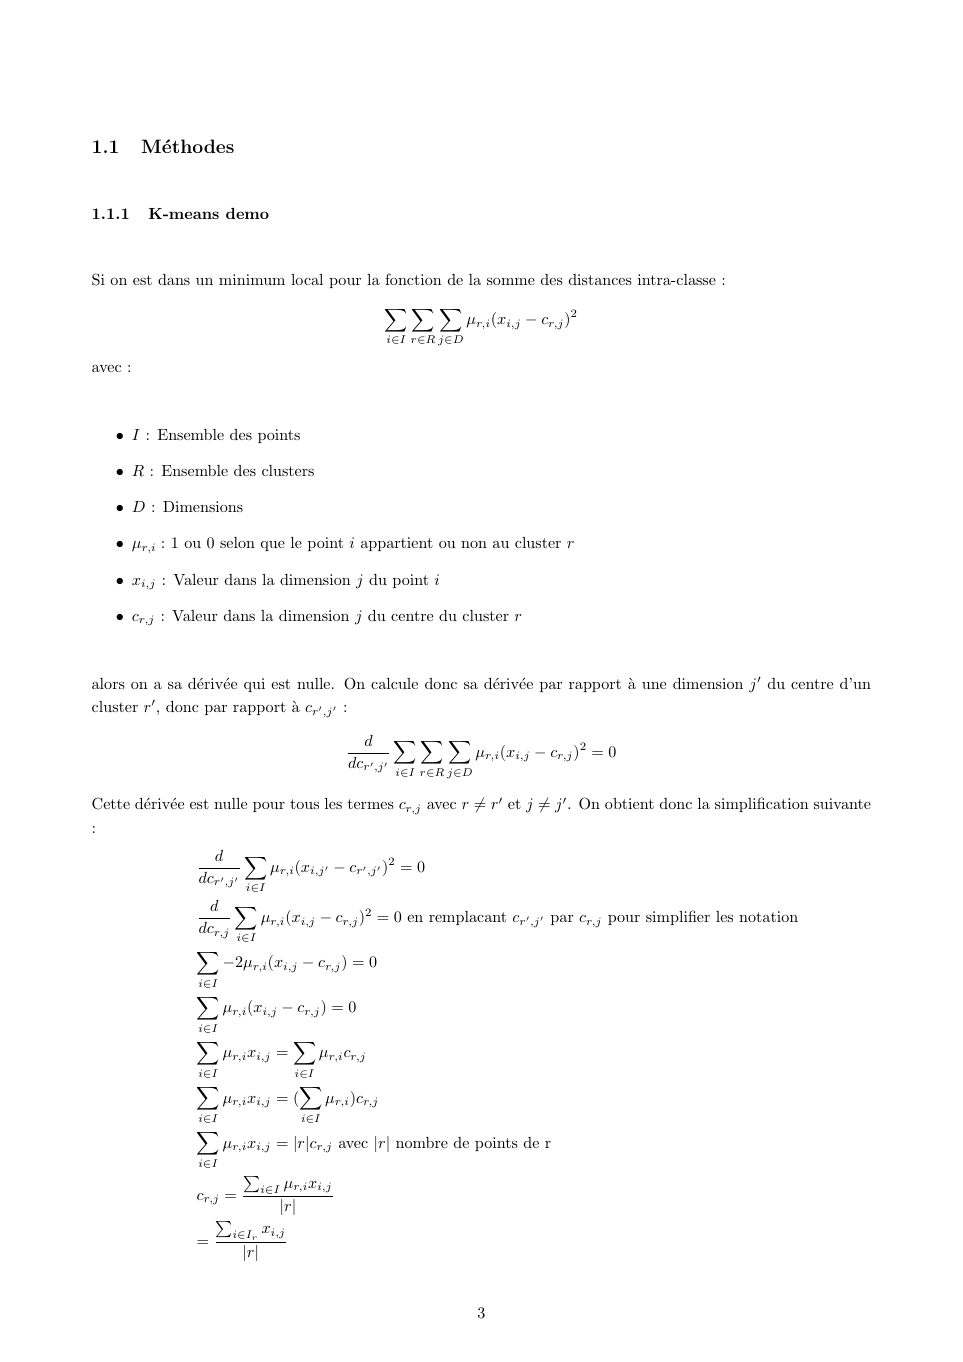 1.1 Méthodes
1.1.1 K-means demo
Si on est dans un minimum local pour la fonction de la somme des distances intra-classe :
$\sum_{i \in I} \sum_{r \in R} \sum_{j \in D} \mu_{r,i}(x_{i,j} - c_{r,j})^2$
avec :
• $I$ : Ensemble des points
• $R$ : Ensemble des clusters
• $D$ : Dimensions
• $\mu_{r,i}$ : 1 ou 0 selon que le point $i$ appartient ou non au cluster $r$
• $x_{i,j}$ : Valeur dans la dimension $j$ du point $i$
• $c_{r,j}$ : Valeur dans la dimension $j$ du centre du cluster $r$
alors on a sa dérivée qui est nulle. On calcule donc sa dérivée par rapport à une dimension $j'$ du centre d'un
cluster $r'$, donc par rapport à $c_{r',j'}$ :
$\frac{d}{dc_{r',j'}} \sum_{i \in I} \sum_{r \in R} \sum_{j \in D} \mu_{r,i}(x_{i,j} - c_{r,j})^2 = 0$
Cette dérivée est nulle pour tous les termes $c_{r,j}$ avec $r \neq r'$ et $j \neq j'$. On obtient donc la simplification suivante
:
$\frac{d}{dc_{r',j'}} \sum_{i \in I} \mu_{r,i}(x_{i,j'} - c_{r',j'})^2 = 0$
$\frac{d}{dc_{r,j}} \sum_{i \in I} \mu_{r,i}(x_{i,j} - c_{r,j})^2 = 0$ en remplacant $c_{r',j'}$ par $c_{r,j}$ pour simplifier les notation
$\sum_{i \in I} -2\mu_{r,i}(x_{i,j} - c_{r,j}) = 0$
$\sum_{i \in I} \mu_{r,i}(x_{i,j} - c_{r,j}) = 0$
$\sum_{i \in I} \mu_{r,i}x_{i,j} = \sum_{i \in I} \mu_{r,i}c_{r,j}$
$\sum_{i \in I} \mu_{r,i}x_{i,j} = (\sum_{i \in I} \mu_{r,i})c_{r,j}$
$\sum_{i \in I} \mu_{r,i}x_{i,j} = |r|c_{r,j}$ avec $|r|$ nombre de points de r
$c_{r,j} = \frac{\sum_{i \in I} \mu_{r,i}x_{i,j}}{|r|}$
$= \frac{\sum_{i \in I_r} x_{i,j}}{|r|}$
3